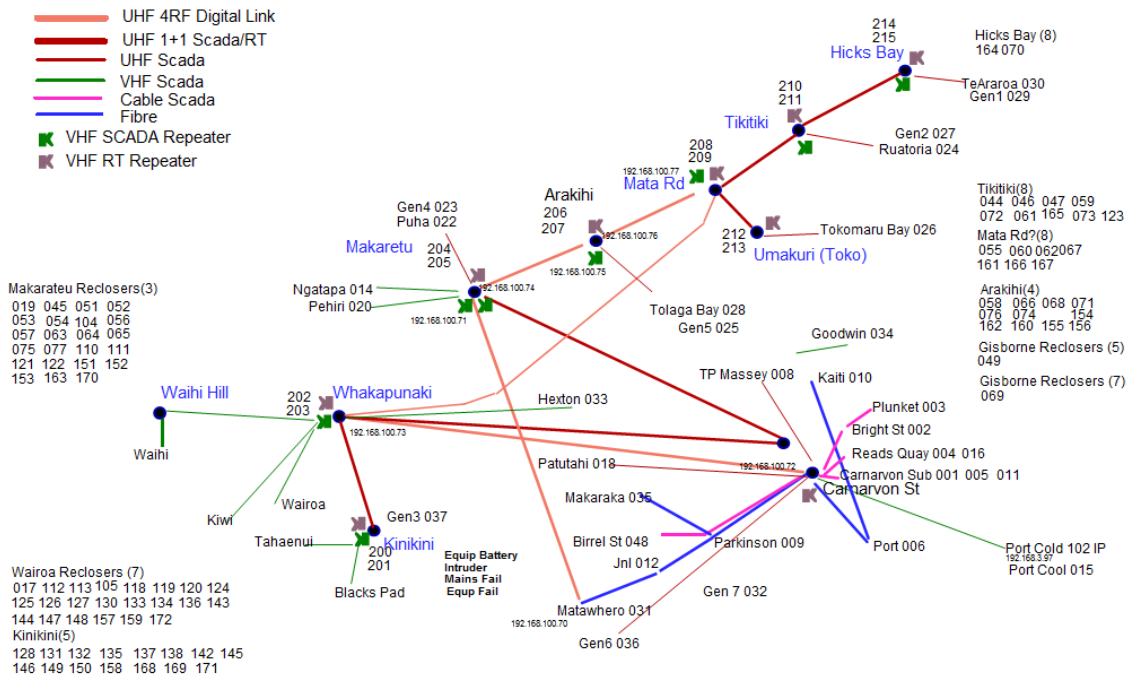 UHF 4RF Digital Link
UHF 1+1 Scada/RT
UHF Scada
VHF Scada
Cable Scada
Fibre
VHF SCADA Repeater
VHF RT Repeater
214
215
Hicks Bay
Hicks Bay (8)
164 070
TeAraroa 030
Gen1 029
210
211
Tikitiki
Gen2 027
Ruatoria 024
208
209
192.168.100.77
Mata Rd
Tikitiki(8)
044 046 047 059
072 061 165 073 123
Mata Rd?(8)
055 060 062 067
161 166 167
Arakihi(4)
058 066 068 071
076 074 154
162 160 155 156
Gisborne Reclosers (5)
049
Gisborne Reclosers (7)
069
212
213
Tokomaru Bay 026
Umakuri (Toko)
Arakihi
206
207
192.168.100.76
192.168.100.75
Tolaga Bay 028
Gen5 025
Gen4 023
Puha 022
Makaretu
204
205
192.168.100.74
192.168.100.71
Ngatapa 014
Pehiri 020
Makarateu Reclosers(3)
019 045 051 052
053 054 104 056
057 063 064 065
075 077 110 111
121 122 151 152
153 163 170
Waihi Hill
Waihi
Whakapunaki
202
203
192.168.100.73
Hexton 033
Kiwi
Wairoa
Tahaenui
Blacks Pad
Gen3 037
Kinikini
200
201
Equip Battery
Intruder
Mains Fail
Equp Fail
Goodwin 034
TP Massey 008
Kaiti 010
Plunket 003
Bright St 002
Reads Quay 004 016
Carnarvon Sub 001 005 011
192.168.100.72
Carnarvon St
Patutahi 018
Makaraka 035
Birrel St 048
Parkinson 009
Port 006
Jnl 012
Gen 7 032
Matawhero 031
192.168.100.70
Gen6 036
Port Cold 102 IP
192.168.3.97
Port Cool 015
Wairoa Reclosers (7)
017 112 113 105 118 119 120 124
125 126 127 130 133 134 136 143
144 147 148 157 159 172
Kinikini(5)
128 131 132 135 137 138 142 145
146 149 150 158 168 169 171